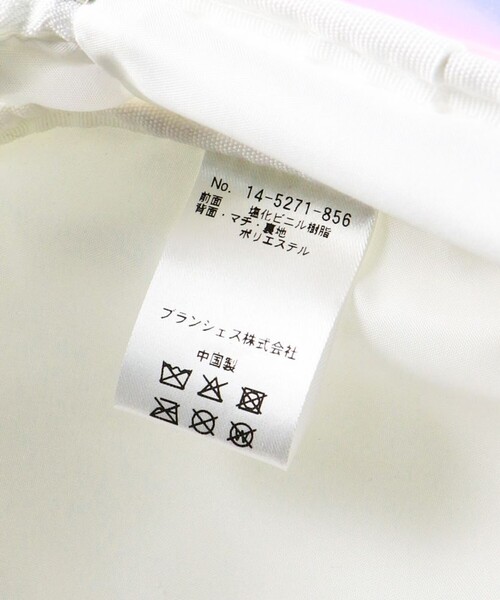 No. 14-5271-856
前面 塩化ビニル樹脂
背面・マチ・裏地
ポリエステル
ブランシェス株式会社
中国製